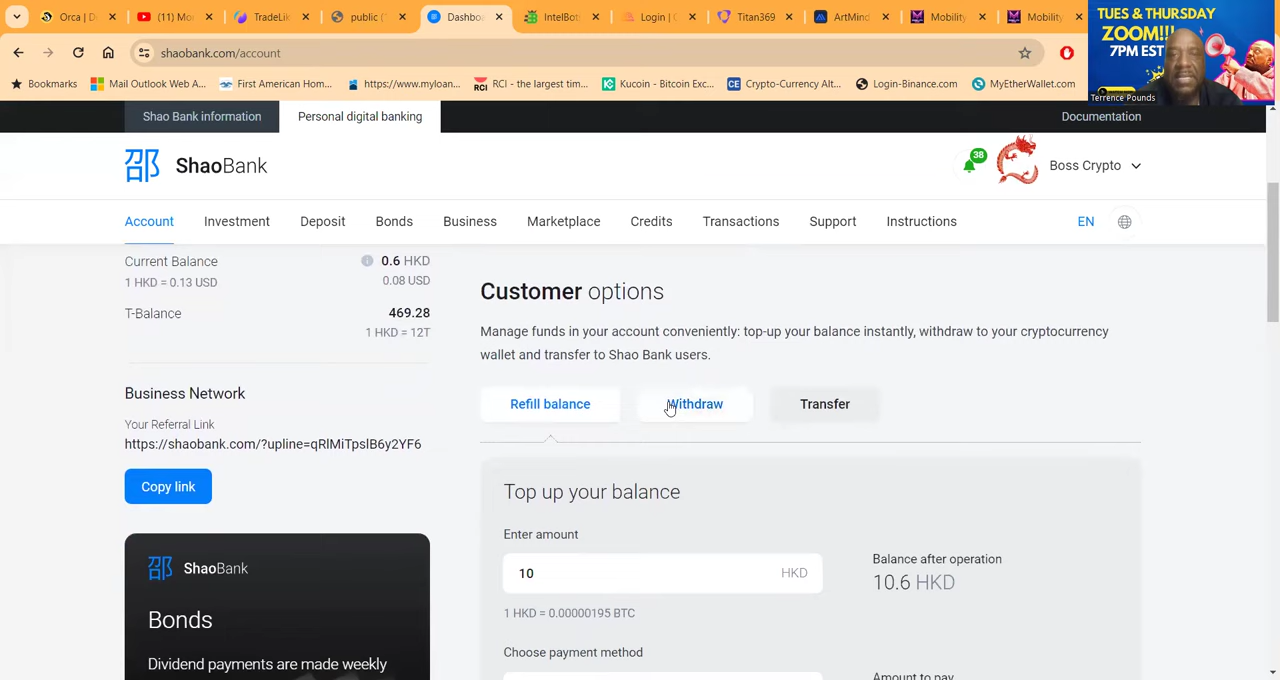 Orca | D
(11) Mo
TradeLik
public (
Dashbo
IntelBot
Login | C
Titan369
ArtMind
Mobility
Mobility
shaobank.com/account
Bookmarks
Mail Outlook Web A...
First American Hom...
https://www.myloan...
RCI - the largest tim...
Kucoin - Bitcoin Exc...
Crypto-Currency Alt...
Login-Binance.com
MyEtherWallet.com
TUES & THURSDAY
ZOOM!!!
7PM EST
Terrence Pounds
Shao Bank information
Personal digital banking
Documentation
邵 ShaoBank
38
Boss Crypto
Account
Investment
Deposit
Bonds
Business
Marketplace
Credits
Transactions
Support
Instructions
EN
Current Balance 0.6 HKD
1 HKD = 0.13 USD 0.08 USD
T-Balance 469.28
1 HKD = 12T
Business Network
Your Referral Link
https://shaobank.com/?upline=qRlMiTpslB6y2YF6
Copy link
邵 ShaoBank
Bonds
Dividend payments are made weekly
Customer options
Manage funds in your account conveniently: top-up your balance instantly, withdraw to your cryptocurrency
wallet and transfer to Shao Bank users.
Refill balance
Withdraw
Transfer
Top up your balance
Enter amount
10 HKD
1 HKD = 0.00000195 BTC
Balance after operation
10.6 HKD
Choose payment method
Amount to pay